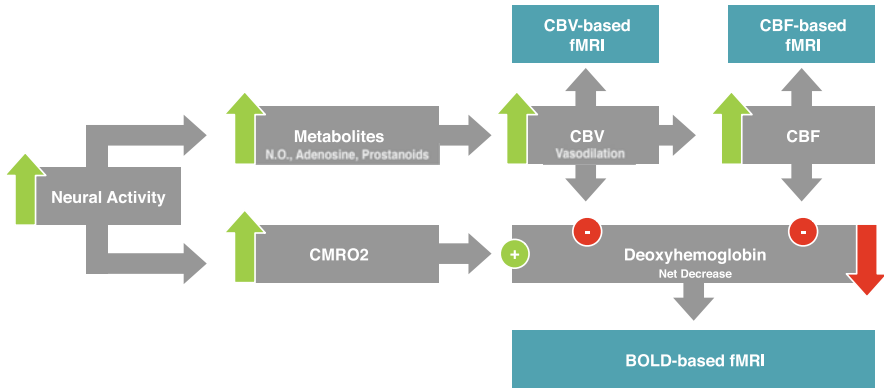 CBV-based
fMRI
CBF-based
fMRI
Metabolites
N.O., Adenosine, Prostanoids
CBV
Vasodilation
CBF
Neural Activity
-
-
CMRO2
+
Deoxyhemoglobin
Net Decrease
BOLD-based fMRI